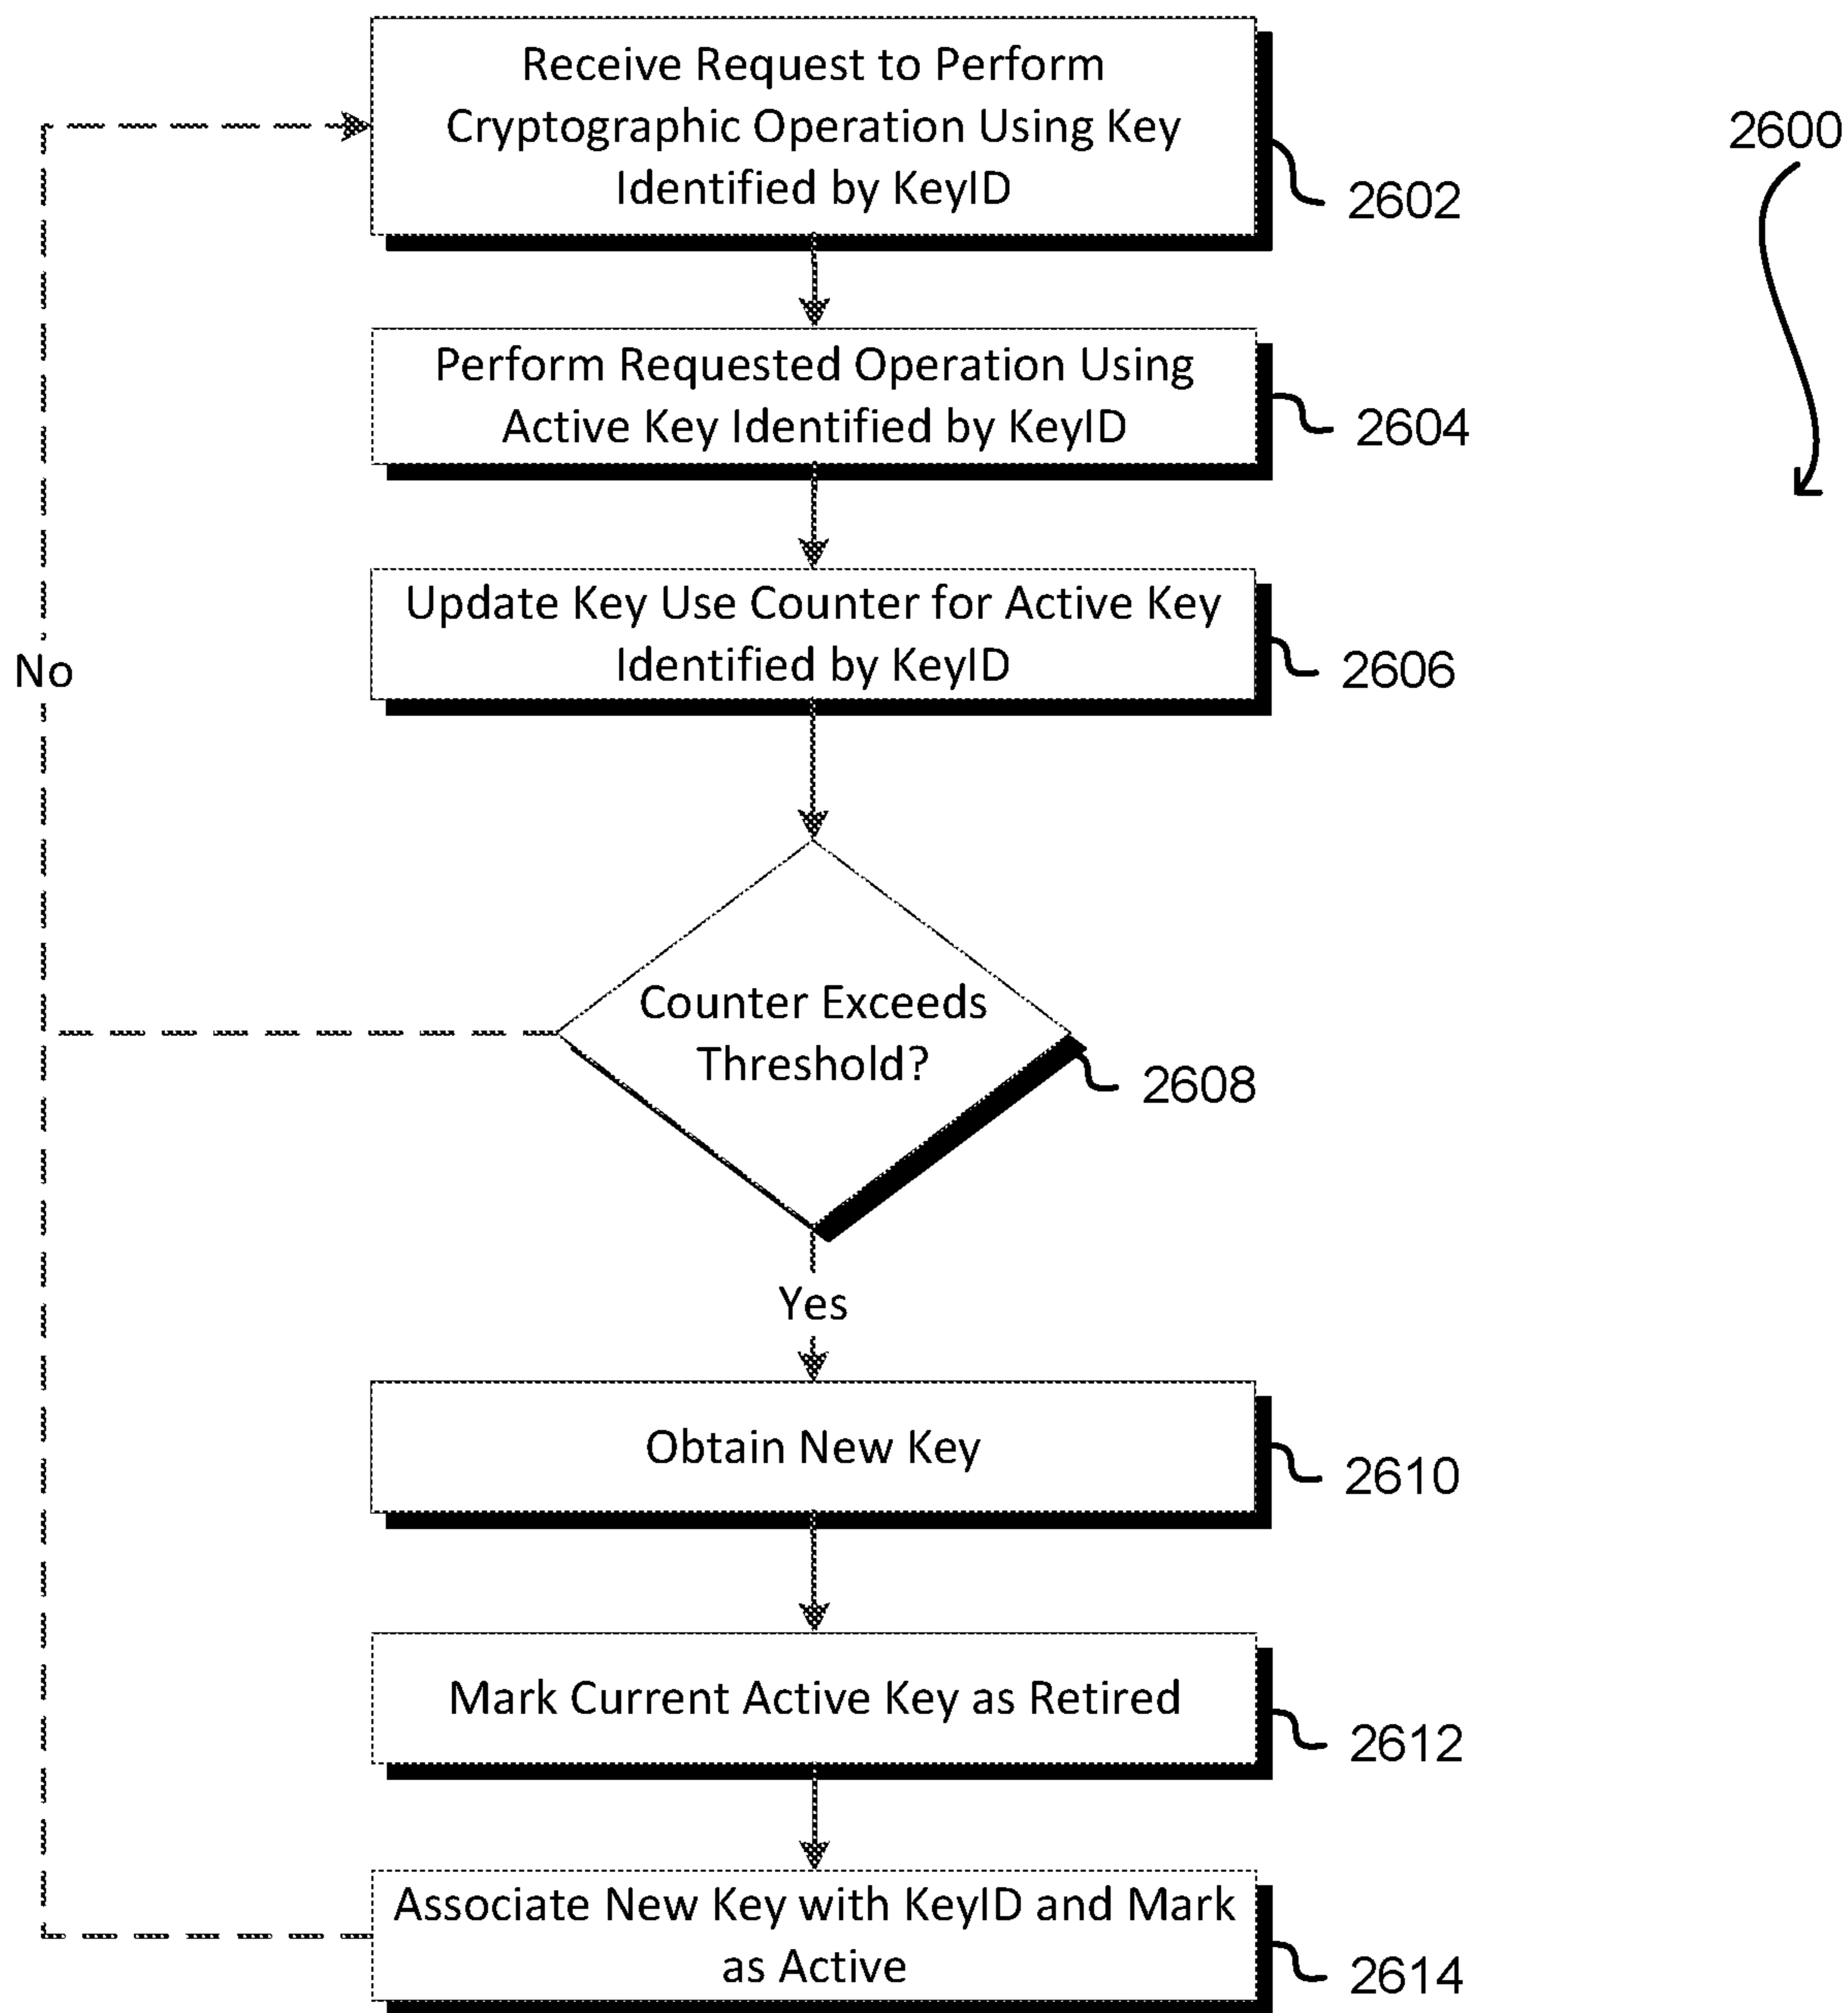 Receive Request to Perform
Cryptographic Operation Using Key
Identified by KeyID
2600
2602
Perform Requested Operation Using
Active Key Identified by KeyID
2604
Update Key Use Counter for Active Key
Identified by KeyID
2606
No
Counter Exceeds
Threshold?
2608
Yes
Obtain New Key
2610
Mark Current Active Key as Retired
2612
Associate New Key with KeyID and Mark
as Active
2614